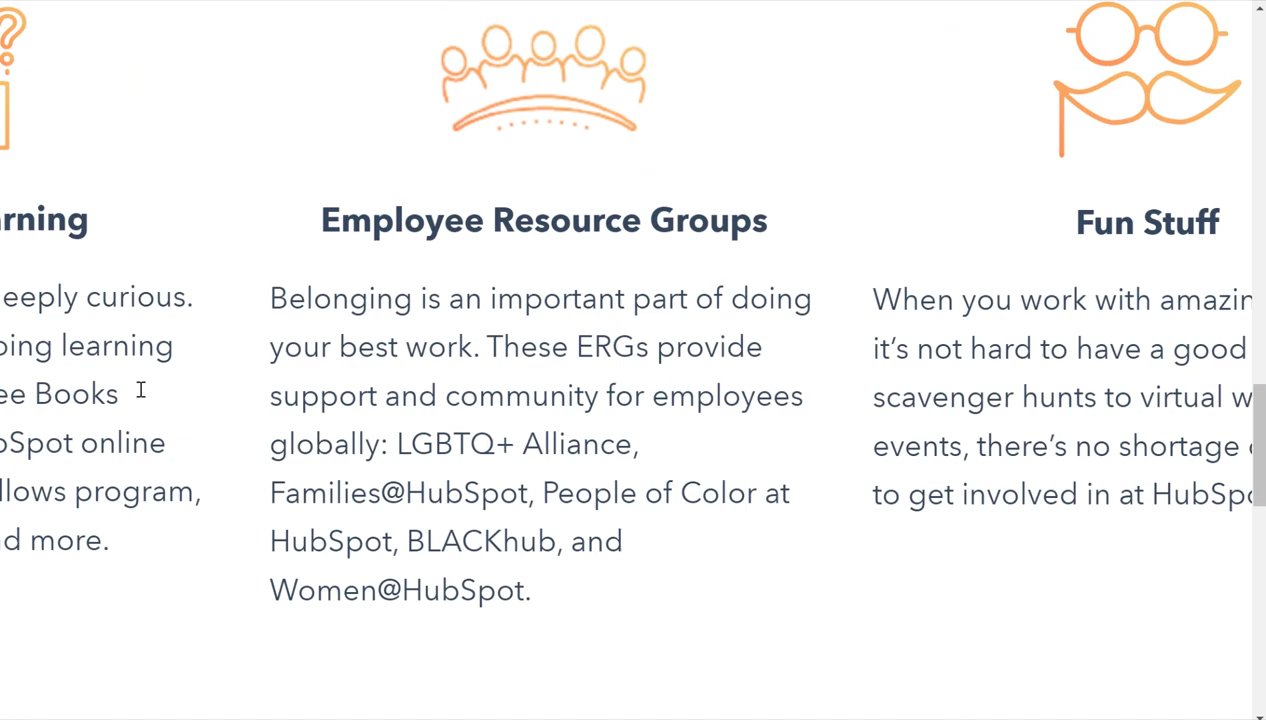 arning
eeply curious.
oing learning
ee Books
bSpot online
llows program,
nd more.
Employee Resource Groups
Belonging is an important part of doing
your best work. These ERGs provide
support and community for employees
globally: LGBTQ+ Alliance,
Families@HubSpot, People of Color at
HubSpot, BLACKhub, and
Women@HubSpot.
Fun Stuff
When you work with amazin
it’s not hard to have a good
scavenger hunts to virtual w
events, there’s no shortage
to get involved in at HubSpo